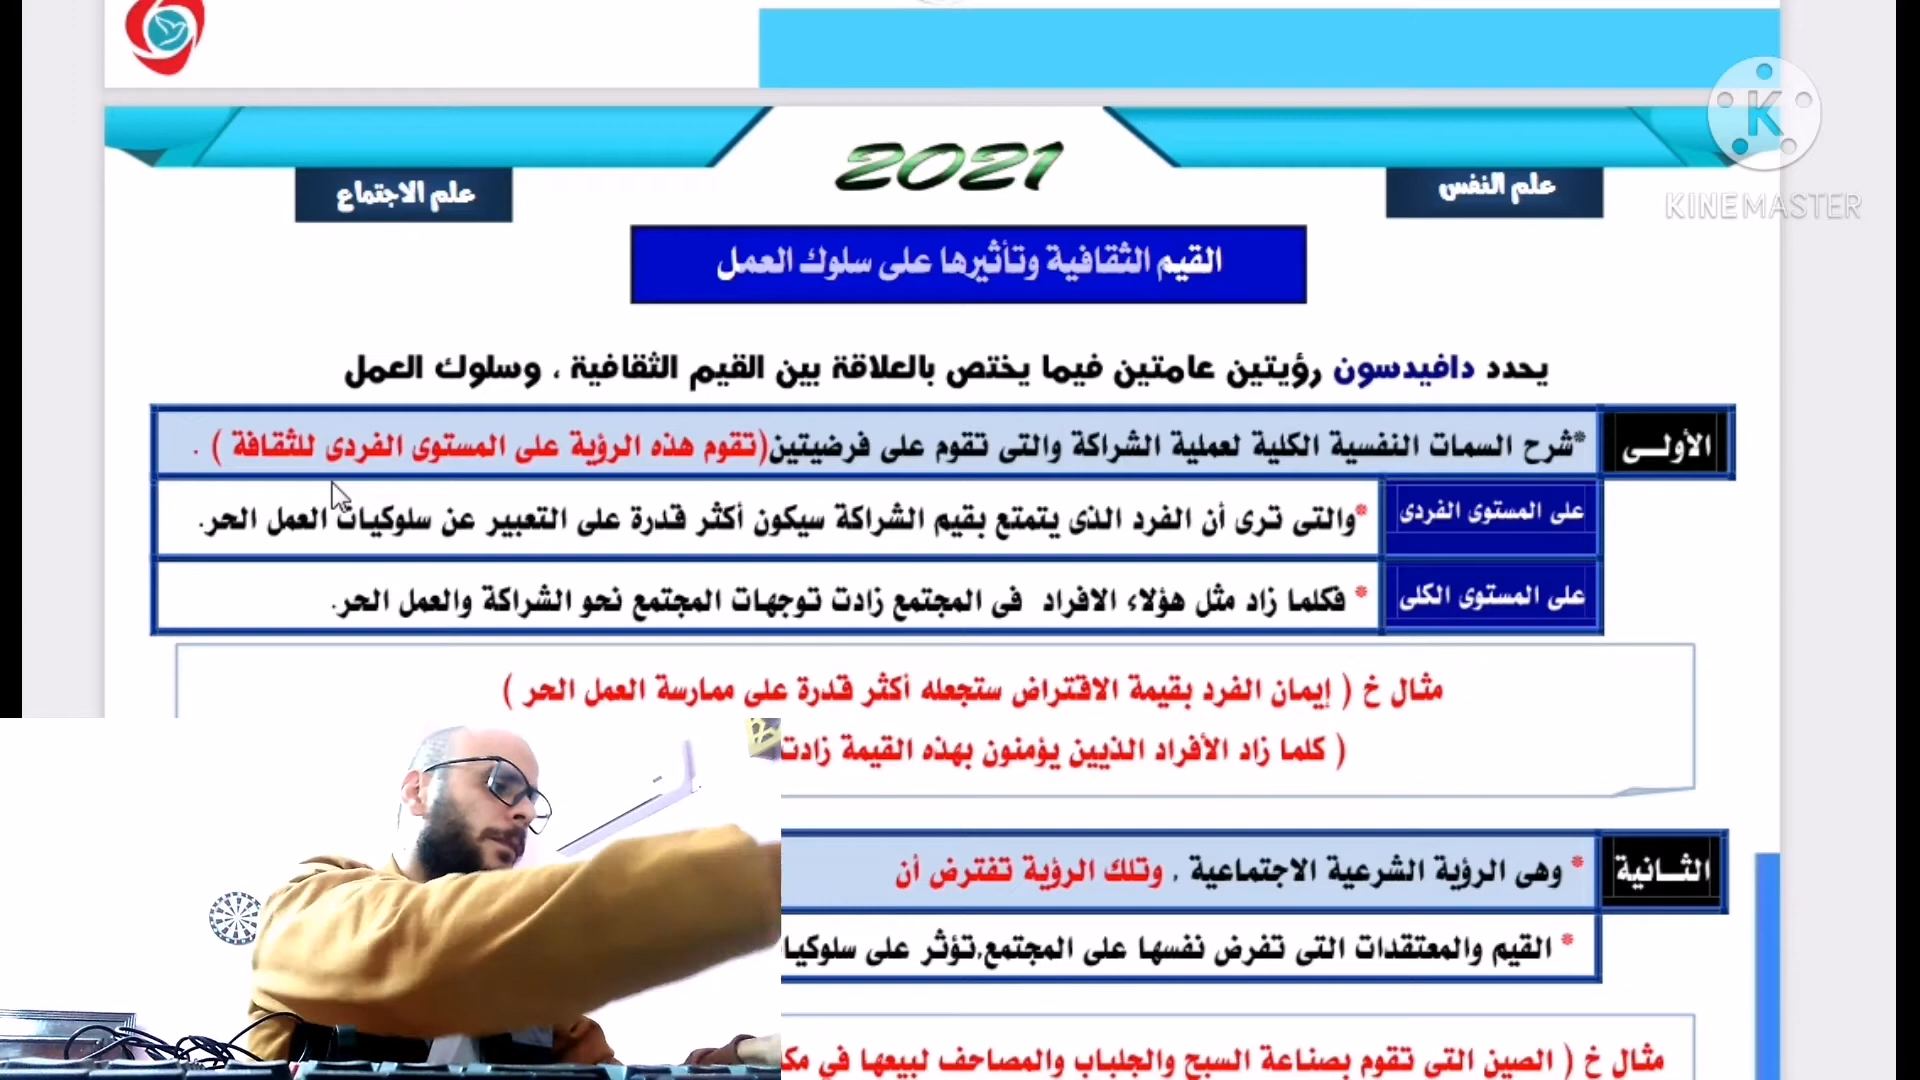 2021
علم النفس
علم الاجتماع
KINEMASTER
القيم الثقافية وتأثيرها على سلوك العمل
يحدد دافيدسون رؤيتين عامتين فيما يختص بالعلاقة بين القيم الثقافية ، وسلوك العمل
الأولـى
*شرح السمات النفسية الكلية لعملية الشراكة والتى تقوم على فرضيتين(تقوم هذه الرؤية على المستوى الفردى للثقافة ) .
على المستوى الفردى
*والتى ترى أن الفرد الذى يتمتع بقيم الشراكة سيكون أكثر قدرة على التعبير عن سلوكيات العمل الحر.
على المستوى الكلى
* فكلما زاد مثل هؤلاء الافراد فى المجتمع زادت توجهات المجتمع نحو الشراكة والعمل الحر.
مثال خ ( إيمان الفرد بقيمة الاقتراض ستجعله أكثر قدرة على ممارسة العمل الحر )
( كلما زاد الأفراد الذيين يؤمنون بهذه القيمة زادت
الثـانية
* وهى الرؤية الشرعية الاجتماعية ، وتلك الرؤية تفترض أن
* القيم والمعتقدات التى تفرض نفسها على المجتمع,تؤثر على
مثال خ ( الصين التى تقوم بصناعة السبح والجلباب والمصاحف لبيعها في